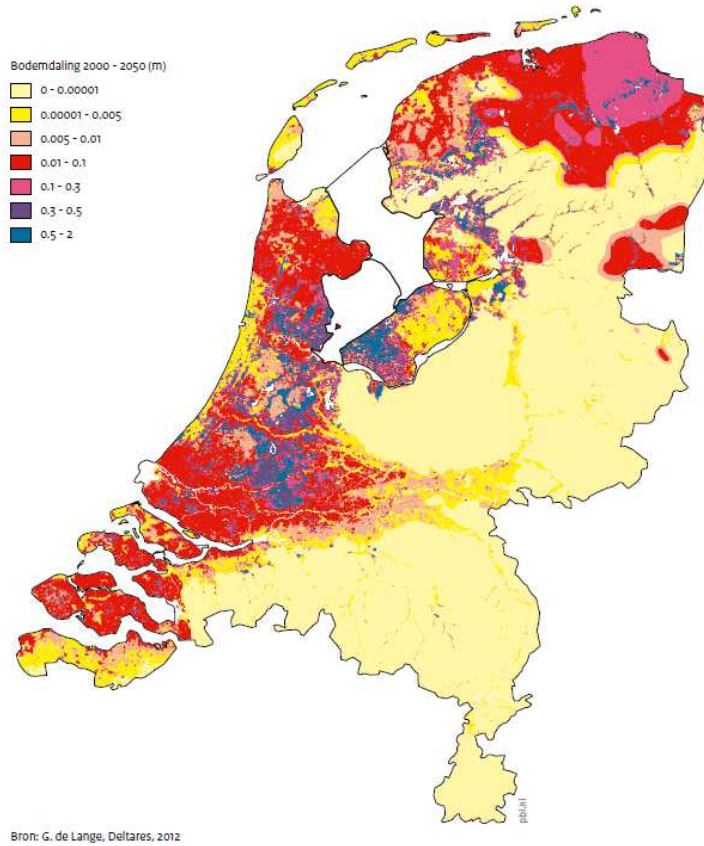 Bodemdaling 2000 - 2050 (m)
0 - 0.00001
0.00001 - 0.005
0.005 - 0.01
0.01 - 0.1
0.1 - 0.3
0.3 - 0.5
0.5 - 2
pbl.nl
Bron: G. de Lange, Deltares, 2012